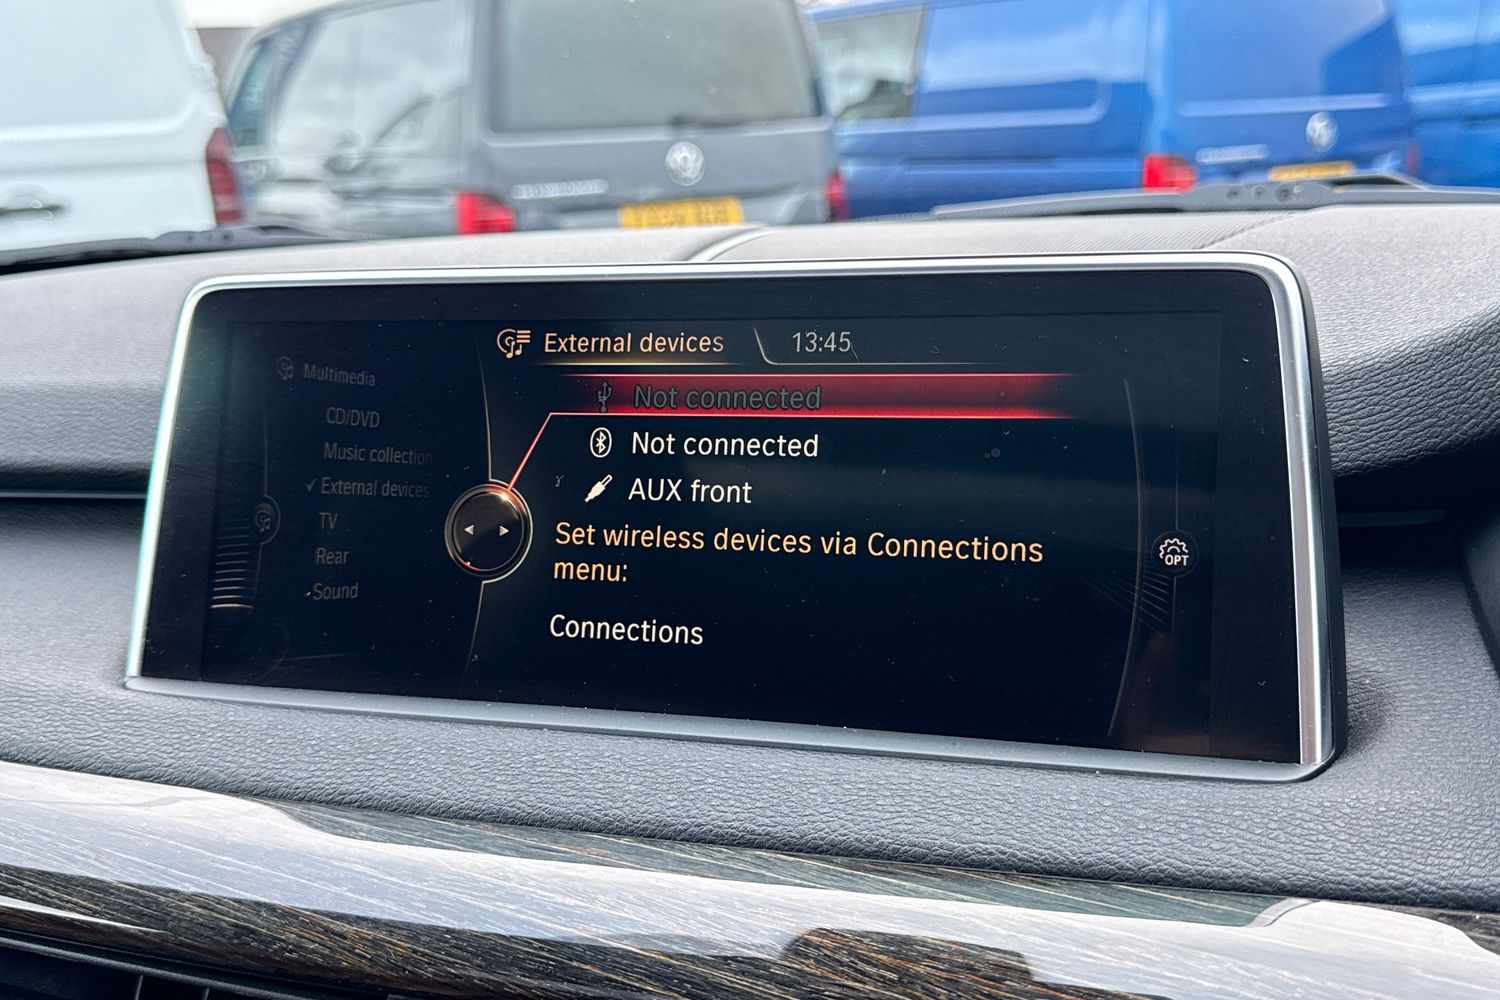 External devices
13:45
Multimedia
CD/DVD
Music collection
External devices
TV
Rear
Sound
Not connected
Not connected
AUX front
Set wireless devices via Connections
menu:
Connections
OPT